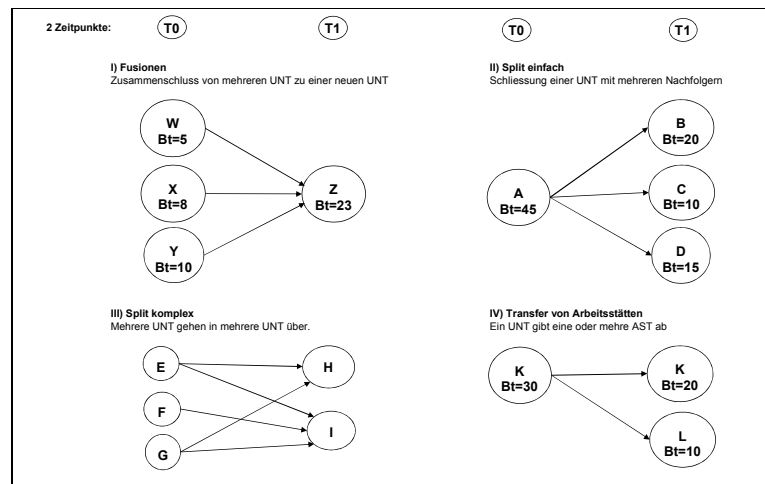 2 Zeitpunkte:
T0
T1
T0
T1
I) Fusionen
Zusammenschluss von mehreren UNT zu einer neuen UNT
W
Bt=5
X
Bt=8
Y
Bt=10
Z
Bt=23
II) Split einfach
Schliessung einer UNT mit mehreren Nachfolgern
A
Bt=45
B
Bt=20
C
Bt=10
D
Bt=15
III) Split komplex
Mehrere UNT gehen in mehrere UNT über.
E
F
G
H
I
IV) Transfer von Arbeitsstätten
Ein UNT gibt eine oder mehre AST ab
K
Bt=30
K
Bt=20
L
Bt=10